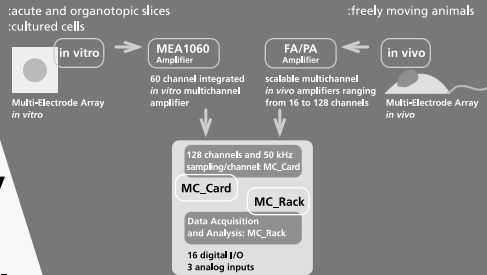 :acute and organotopic slices
:cultured cells
:freely moving animals
in vitro
MEA1060
Amplifier
FA/PA
Amplifier
in vivo
Multi-Electrode Array
in vitro
60 channel integrated
in vitro multichannel
amplifier
scalable multichannel
in vivo amplifiers ranging
from 16 to 128 channels
Multi-Electrode Array
in vivo
128 channels and 50 kHz
sampling/channel: MC_Card
MC_Card
MC_Rack
Data Acquisition
and Analysis: MC_Rack
16 digital I/O
3 analog inputs